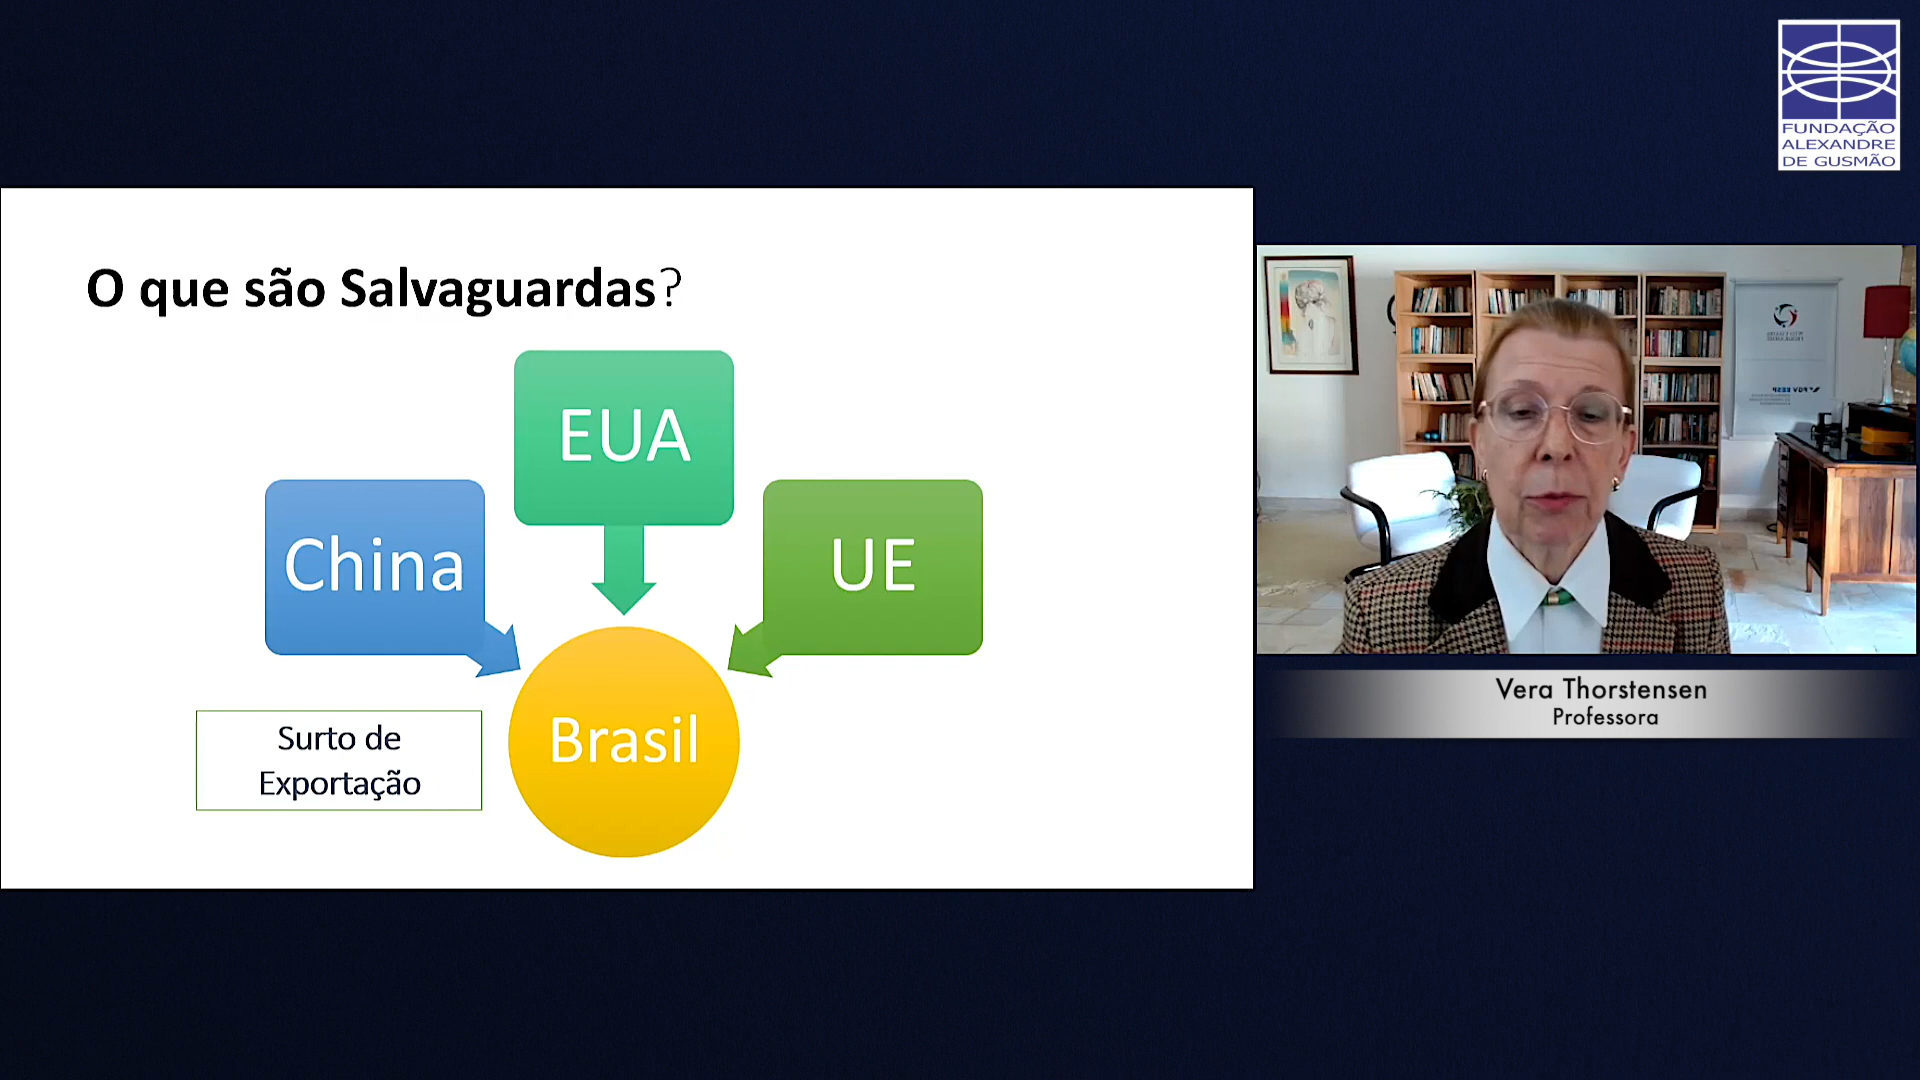 FUNDAÇÃO
ALEXANDRE
DE GUSMÃO
O que são Salvaguardas?
EUA
China
UE
Brasil
Surto de
Exportação
Vera Thorstensen
Professora